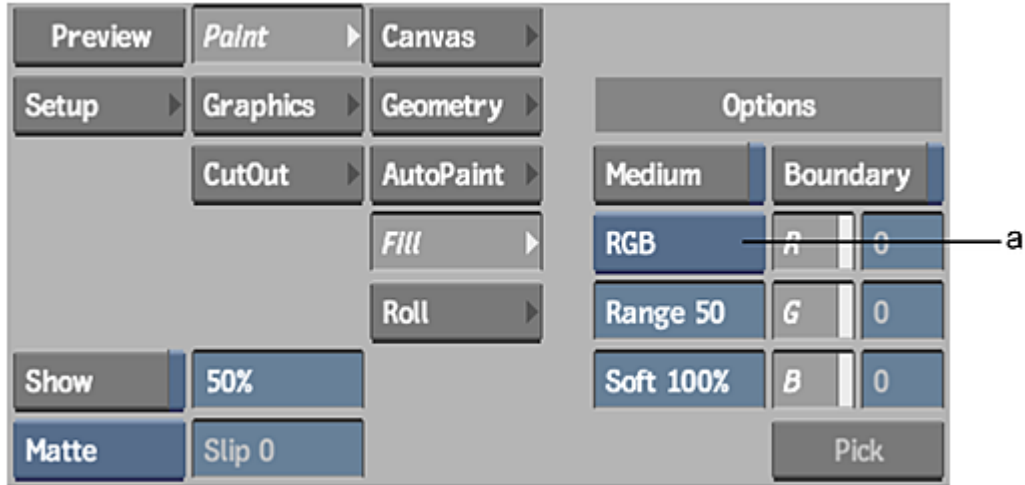 Preview Paint Canvas
Setup Graphics Geometry Options
CutOut AutoPaint Medium Boundary
Fill RGB R 0 a
Roll Range 50 G 0
Show 50% Soft 100% B 0
Matte Slip 0 Pick